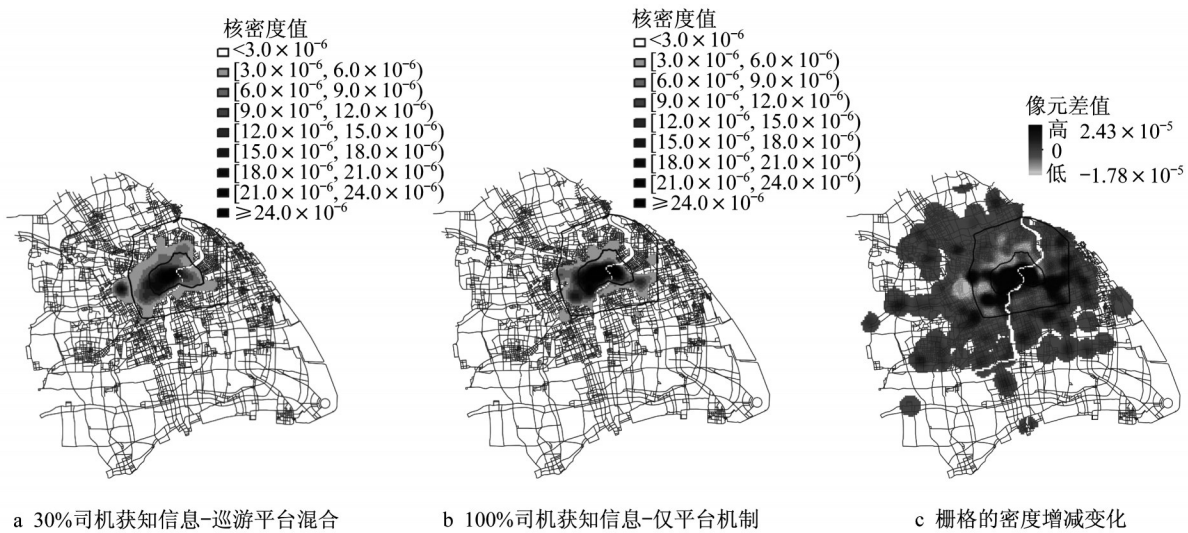 核密度值
<3.0×10⁻⁶
[3.0×10⁻⁶, 6.0×10⁻⁶)
[6.0×10⁻⁶, 9.0×10⁻⁶)
[9.0×10⁻⁶, 12.0×10⁻⁶)
[12.0×10⁻⁶, 15.0×10⁻⁶)
[15.0×10⁻⁶, 18.0×10⁻⁶)
[18.0×10⁻⁶, 21.0×10⁻⁶)
[21.0×10⁻⁶, 24.0×10⁻⁶)
≥24.0×10⁻⁶
核密度值
<3.0×10⁻⁶
[3.0×10⁻⁶, 6.0×10⁻⁶)
[6.0×10⁻⁶, 9.0×10⁻⁶)
[9.0×10⁻⁶, 12.0×10⁻⁶)
[12.0×10⁻⁶, 15.0×10⁻⁶)
[15.0×10⁻⁶, 18.0×10⁻⁶)
[18.0×10⁻⁶, 21.0×10⁻⁶)
[21.0×10⁻⁶, 24.0×10⁻⁶)
≥24.0×10⁻⁶
像元差值
高 2.43×10⁻⁵
0
低 -1.78×10⁻⁵
a 30%司机获知信息-巡游平台混合
b 100%司机获知信息-仅平台机制
c 栅格的密度增减变化